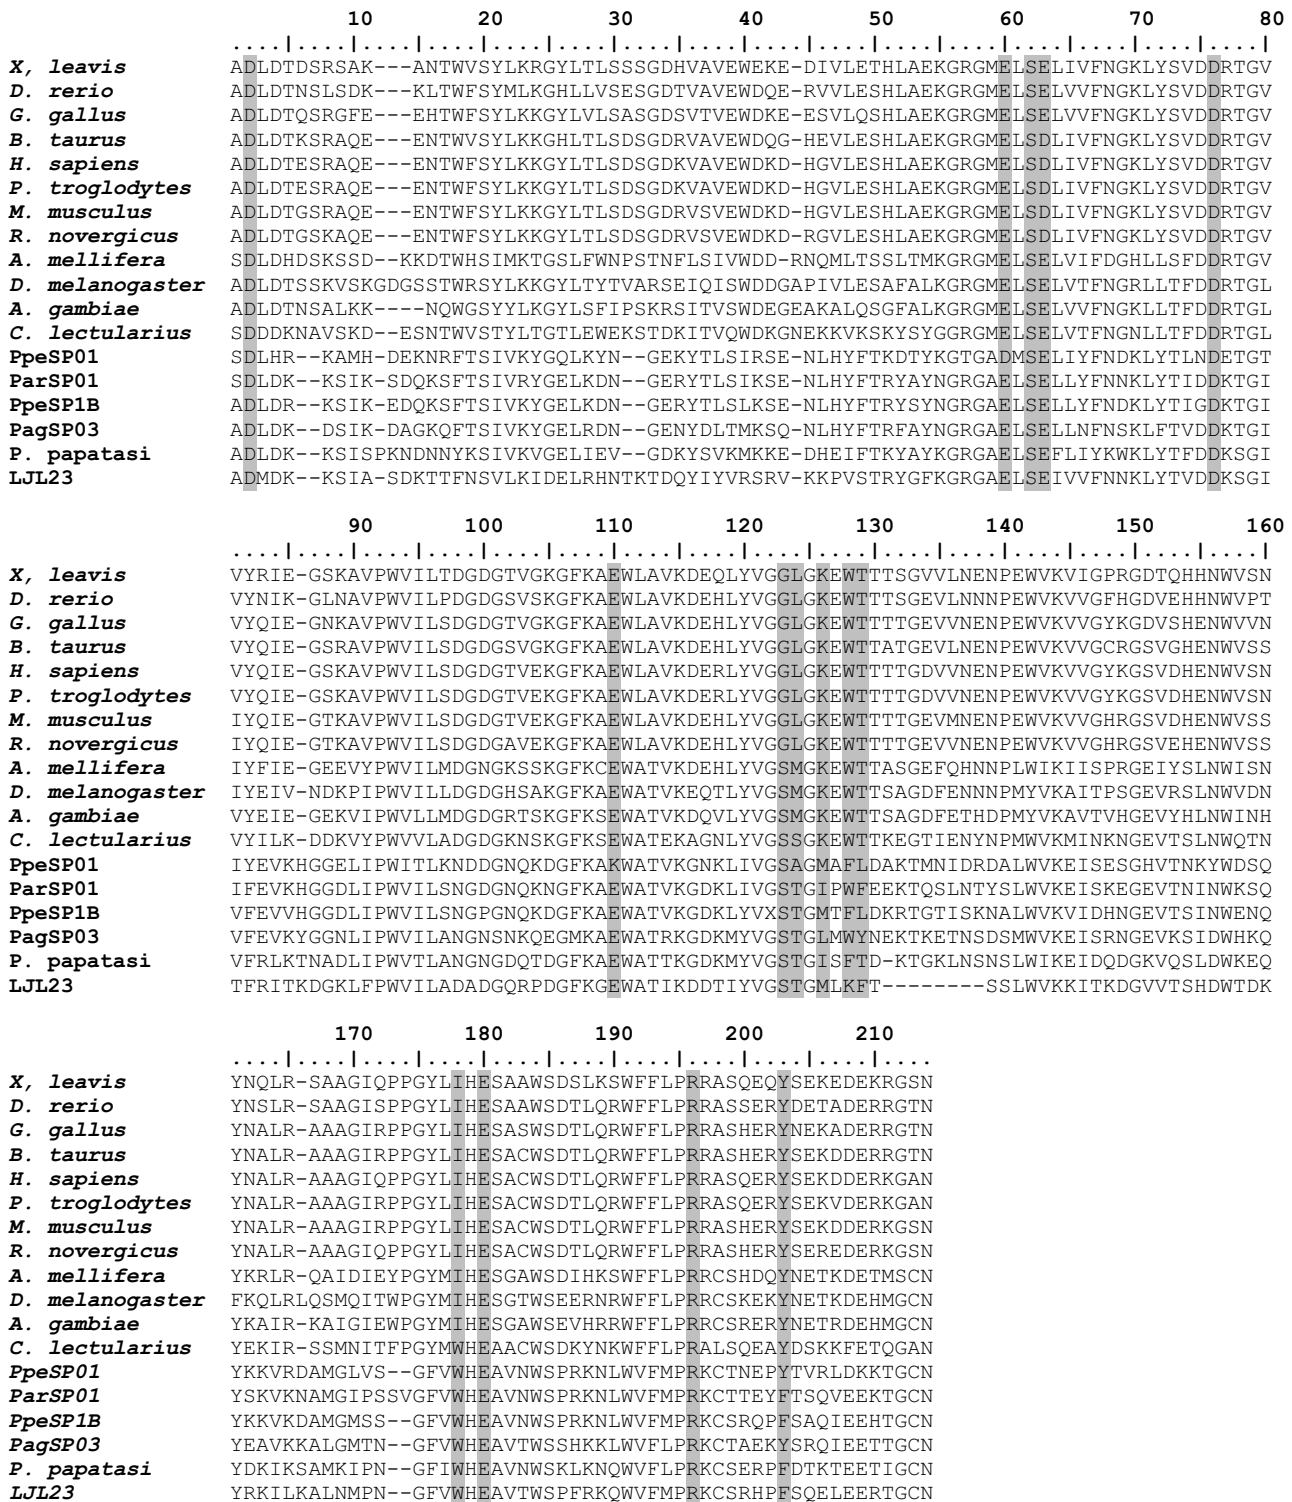 10 20 30 40 50 60 70 80
....|....|....|....|....|....|....|....|....|....|....|....|....|....|....|....|
X, leavis ADLDTDSRSAK---ANTWVSYLKRGYLTLSSSGDHVAVEWEKE-DIVLETHLAEKGRGMELSELIVFNGKLYSVDDRTGV
D. rerio ADLDTNSLSDK---KLTWFSYMLKGHLLVSESGDTVAVEWDQE-RVVLESHLAEKGRGMELSELVVFNGKLYSVDDRTGV
G. gallus ADLDTQSRGFE---EHTWFSYLKKGYLVLSASGDSVTVEWDKE-ESVLQSHLAEKGRGMELSELVVFNGKLYSVDDRTGV
B. taurus ADLDTKSRAQE---ENTWVSYLKKGHLTLSDSGDRVAVEWDQG-HEVLESHLAEKGRGMELSELIVFNGKLYSVDDRTGV
H. sapiens ADLDTESRAQE---ENTWFSYLKKGYLTLSDSGDKVAVEWDKD-HGVLESHLAEKGRGMELSDLIVFNGKLYSVDDRTGV
P. troglodytes ADLDTESRAQE---ENTWFSYLKKGYLTLSDSGDKVAVEWDKD-HGVLESHLAEKGRGMELSDLIVFNGKLYSVDDRTGV
M. musculus ADLDTGSRAQE---ENTWFSYLKKGYLTLSDSGDRVSVEWDKD-HGVLESHLAEKGRGMELSDLIVFNGKLYSVDDRTGV
R. novergicus ADLDTGSKAQE---ENTWFSYLKKGYLTLSDSGDRVSVEWDKD-RGVLESHLAEKGRGMELSDLIVFNGKLYSVDDRTGV
A. mellifera SDLDHDSKSSD--KKDTWHSIMKTGSLFWNPSTNFLSIVWDD-RNQMLTSSLTMKGRGMELSELVIFDGHLLSFDDRTGV
D. melanogaster ADLDTSSKVSKGDGSSTWRSYLKKGYLTYTVARSEIQISWDDGAPIVLESAFALKGRGMELSELVTFNGRLLTFDDRTGL
A. gambiae ADLDTNSALKK----NQWGSYYLKGYLSFIPSKRSITVSWDEGEAKALQSGFALKGRGMELSELVVFNGKLLTFDDRTGL
C. lectularius SDDDKNAVSKD--ESNTWVSTYLTGTLEWEKSTDKITVQWDKGNEKKVKSKYSYGGRGMELSELVTFNGNLLTFDDRTGL
PpeSP01 SDLHR--KAMH-DEKNRFTSIVKYGQLKYN--GEKYTLSIRSE-NLHYFTKDTYKGTGADMSELIYFNDKLYTLNDETGT
ParSP01 SDLDK--KSIK-SDQKSFTSIVRYGELKDN--GERYTLSIKSE-NLHYFTRYAYNGRGAELSELLYFNNKLYTIDDKTGI
PpeSP1B ADLDR--KSIK-EDQKSFTSIVKYGELKDN--GERYTLSLKSE-NLHYFTRYSYNGRGAELSELLYFNDKLYTIGDKTGI
PagSP03 ADLDK--DSIK-DAGKQFTSIVKYGELRDN--GENYDLTMKSQ-NLHYFTRFAYNGRGAELSELLNFNSKLFTVDDKTGI
P. papatasi ADLDK--KSISPKNDNNYKSIVKVGELIEV--GDKYSVKMKKE-DHEIFTKYAYKGRGAELSEFLIYKWKLYTFDDKSGI
LJL23 ADMDK--KSIA-SDKTTFNSVLKIDELRHNTKTDQYIYVRSRV-KKPVSTRYGFKGRGAELSEIVVFNNKLYTVDDKSGI
90 100 110 120 130 140 150 160
....|....|....|....|....|....|....|....|....|....|....|....|....|....|....|....|
X, leavis VYRIE-GSKAVPWVILTDGDGTVGKGFKAEWLAVKDEQLYVGGLGKEWTTTSGVVLNENPEWVKVIGPRGDTQHHNWVSN
D. rerio VYNIK-GLNAVPWVILPDGDGSVSKGFKAEWLAVKDEHLYVGGLGKEWTTTSGEVLNNNPEWVKVVGFHGDVEHHNWVPT
G. gallus VYQIE-GNKAVPWVILSDGDGTVGKGFKAEWLAVKDEHLYVGGLGKEWTTTTGEVVNENPEWVKVVGYKGDVSHENWVVN
B. taurus VYQIE-GSRAVPWVILSDGDGSVGKGFKAEWLAVKDEHLYVGGLGKEWTTATGEVLNENPEWVKVVGCRGSVGHENWVSS
H. sapiens VYQIE-GSKAVPWVILSDGDGTVEKGFKAEWLAVKDERLYVGGLGKEWTTTTGDVVNENPEWVKVVGYKGSVDHENWVSN
P. troglodytes VYQIE-GSKAVPWVILSDGDGTVEKGFKAEWLAVKDERLYVGGLGKEWTTTTGDVVNENPEWVKVVGYKGSVDHENWVSN
M. musculus IYQIE-GTKAVPWVILSDGDGTVEKGFKAEWLAVKDEHLYVGGLGKEWTTTTGEVMNENPEWVKVVGHRGSVDHENWVSS
R. novergicus IYQIE-GTKAVPWVILSDGDGAVEKGFKAEWLAVKDEHLYVGGLGKEWTTTTGEVVNENPEWVKVVGHRGSVEHENWVSS
A. mellifera IYFIE-GEEVYPWVILMDGNGKSSKGFKCEWATVKDEHLYVGSMGKEWTTASGEFQHNNPLWIKIISPRGEIYSLNWISN
D. melanogaster IYEIV-NDKPIPWVILLDGDGHSAKGFKAEWATVKEQTLYVGSMGKEWTTSAGDFENNNPMYVKAITPSGEVRSLNWVDN
A. gambiae VYEIE-GEKVIPWVLLMDGDGRTSKGFKSEWATVKDQVLYVGSMGKEWTTSAGDFETHDPMYVKAVTVHGEVYHLNWINH
C. lectularius VYILK-DDKVYPWVVLADGDGKNSKGFKSEWATEKAGNLYVGSSGKEWTTKEGTIENYNPMWVKMINKNGEVTSLNWQTN
PpeSP01 IYEVKHGGELIPWITLKNDDGNQKDGFKAKWATVKGNKLIVGSAGMAFLDAKTMNIDRDALWVKEISESGHVTNKYWDSQ
ParSP01 IFEVKHGGDLIPWVILSNGDGNQKNGFKAEWATVKGDKLIVGSTGIPWFEEKTQSLNTYSLWVKEISKEGEVTNINWKSQ
PpeSP1B VFEVVHGGDLIPWVILSNGPGNQKDGFKAEWATVKGDKLYVXSTGMTFLDKRTGTISKNALWVKVIDHNGEVTSINWENQ
PagSP03 VFEVKYGGNLIPWVILANGNSNKQEGMKAEWATRKGDKMYVGSTGLMWYNEKTKETNSDSMWVKEISRNGEVKSIDWHKQ
P. papatasi VFRLKTNADLIPWVTLANGNGDQTDGFKAEWATTKGDKMYVGSTGISFTD-KTGKLNSNSLWIKEIDQDGKVQSLDWKEQ
LJL23 TFRITKDGKLFPWVILADADGQRPDGFKGEWATIKDDTIYVGSTGMLKFT--------SSLWVKKITKDGVVTSHDWTDK
170 180 190 200 210
....|....|....|....|....|....|....|....|....|....|....
X, leavis YNQLR-SAAGIQPPGYLIHESAAWSDSLKSWFFLPRRASQEQYSEKEDEKRGSN
D. rerio YNSLR-SAAGISPPGYLIHESAAWSDTLQRWFFLPRRASSERYDETADERRGTN
G. gallus YNALR-AAAGIRPPGYLIHESASWSDTLQRWFFLPRRASHERYNEKADERRGTN
B. taurus YNALR-AAAGIRPPGYLIHESACWSDTLQRWFFLPRRASHERYSEKDDERRGTN
H. sapiens YNALR-AAAGIQPPGYLIHESACWSDTLQRWFFLPRRASQERYSEKDDERKGAN
P. troglodytes YNALR-AAAGIRPPGYLIHESACWSDTLQRWFFLPRRASQERYSEKVDERKGAN
M. musculus YNALR-AAAGIRPPGYLIHESACWSDTLQRWFFLPRRASHERYSEKDDERKGSN
R. novergicus YNALR-AAAGIQPPGYLIHESACWSDTLQRWFFLPRRASHERYSEREDERKGSN
A. mellifera YKRLR-QAIDIEYPGYMIHESGAWSDIHKSWFFLPRRCSHDQYNETKDETMSCN
D. melanogaster FKQLRLQSMQITWPGYMIHESGTWSEERNRWFFLPRRCSKEKYNETKDEHMGCN
A. gambiae YKAIR-KAIGIEWPGYMIHESGAWSEVHRRWFFLPRRCSRERYNETRDEHMGCN
C. lectularius YEKIR-SSMNITFPGYMWHEAACWSDKYNKWFFLPRALSQEAYDSKKFETQGAN
PpeSP01 YKKVRDAMGLVS--GFVWHEAVNWSPRKNLWVFMPRKCTNEPYTVRLDKKTGCN
ParSP01 YSKVKNAMGIPSSVGFVWHEAVNWSPRKNLWVFMPRKCTTEYFTSQVEEKTGCN
PpeSP1B YKKVKDAMGMSS--GFVWHEAVNWSPRKNLWVFMPRKCSRQPFSAQIEEHTGCN
PagSP03 YEAVKKALGMTN--GFVWHEAVTWSSHKKLWVFLPRKCTAEKYSRQIEETTGCN
P. papatasi YDKIKSAMKIPN--GFIWHEAVNWSKLKNQWVFLPRKCSERPFDTKTEETIGCN
LJL23 YRKILKALNMPN--GFVWHEAVTWSPFRKQWVFMPRKCSRHPFSQELEERTGCN